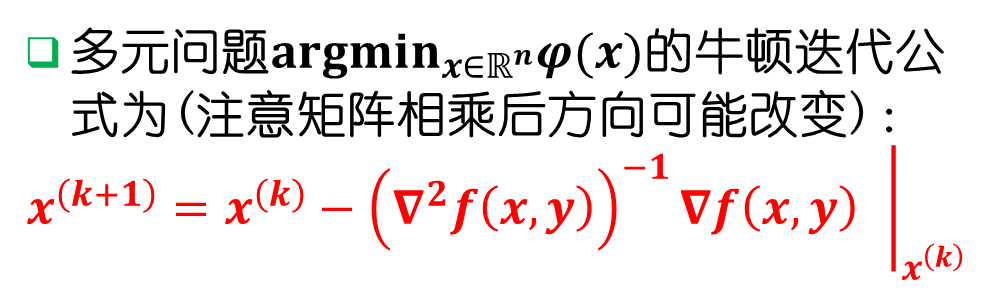 ❑ 多元问题argmin_{x∈ℝⁿ}φ(x)的牛顿迭代公
式为(注意矩阵相乘后方向可能改变)：
x^{(k+1)} = x^{(k)} − (∇²f(x, y))^{−1} ∇f(x, y) |_{x^{(k)}}